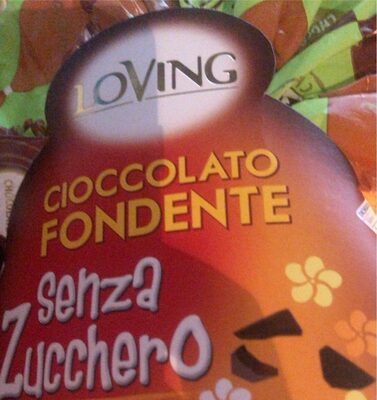 LOVING
CIOCCOLATO
FONDENTE
senza
Zucchero